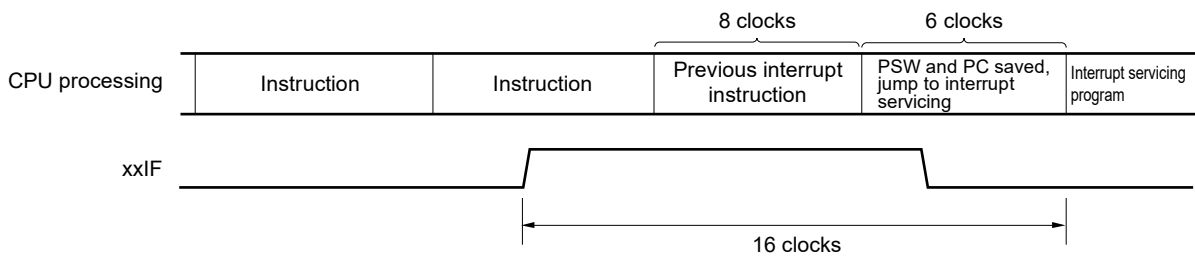 8 clocks
6 clocks
CPU processing
Instruction
Instruction
Previous interrupt
instruction
PSW and PC saved,
jump to interrupt
servicing
Interrupt servicing
program
xxIF
16 clocks